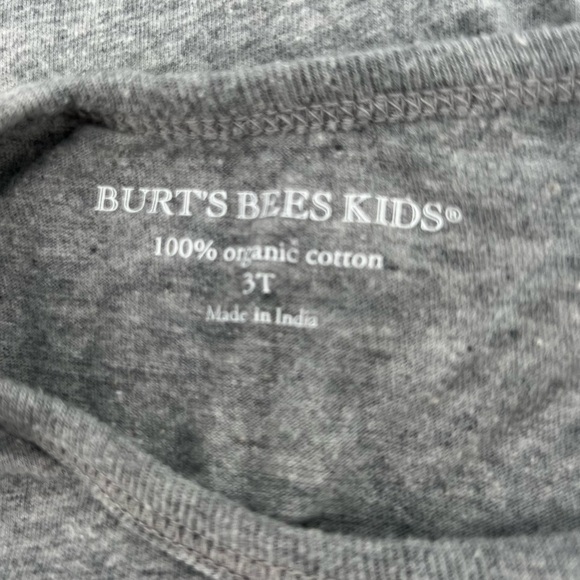 BURT'S BEES KIDS®
100% organic cotton
3T
Made in India